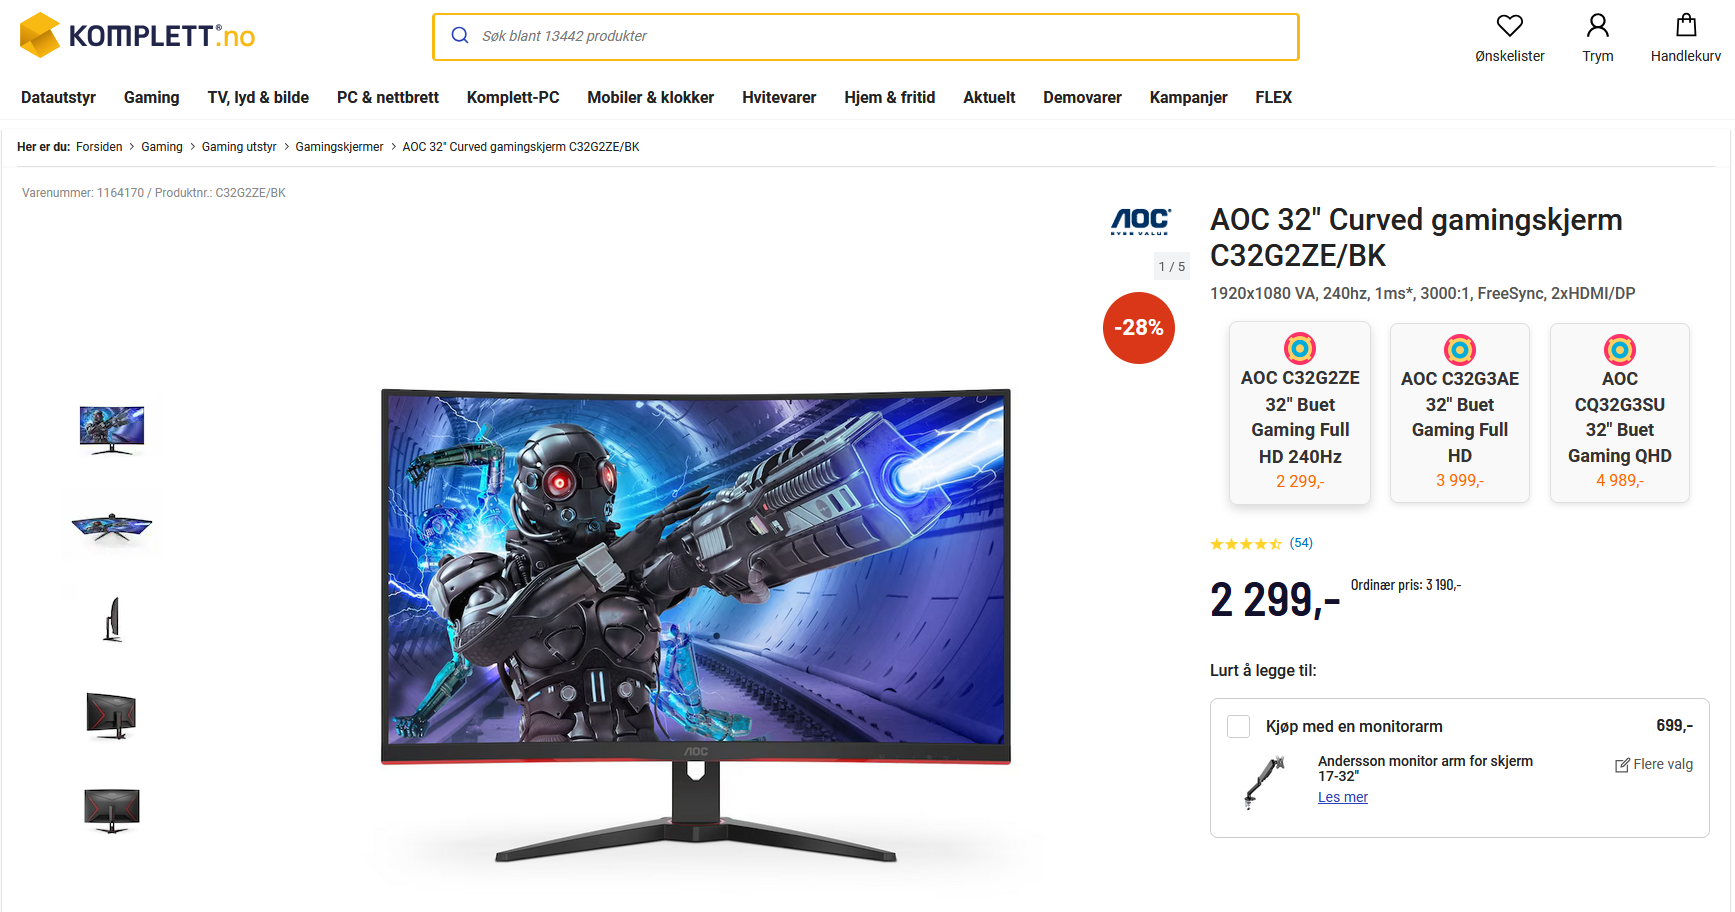 KOMPLETT®.no
Søk blant 13442 produkter
Ønskelister
Trym
Handlekurv
Datautstyr Gaming TV, lyd & bilde PC & nettbrett Komplett-PC Mobiler & klokker Hvitevarer Hjem & fritid Aktuelt Demovarer Kampanjer FLEX
Her er du: Forsiden > Gaming > Gaming utstyr > Gamingskjermer > AOC 32" Curved gamingskjerm C32G2ZE/BK
Varenummer: 1164170 / Produktnr.: C32G2ZE/BK
AOC
EYES VALUE
1 / 5
-28%
AOC
AOC 32" Curved gamingskjerm
C32G2ZE/BK
1920x1080 VA, 240hz, 1ms*, 3000:1, FreeSync, 2xHDMI/DP
AOC C32G2ZE
32" Buet
Gaming Full
HD 240Hz
2 299,-
AOC C32G3AE
32" Buet
Gaming Full
HD
3 999,-
AOC
CQ32G3SU
32" Buet
Gaming QHD
4 989,-
(54)
2 299,-
Ordinær pris: 3 190,-
Lurt å legge til:
Kjøp med en monitorarm
699,-
Andersson monitor arm for skjerm
17-32"
Les mer
Flere valg